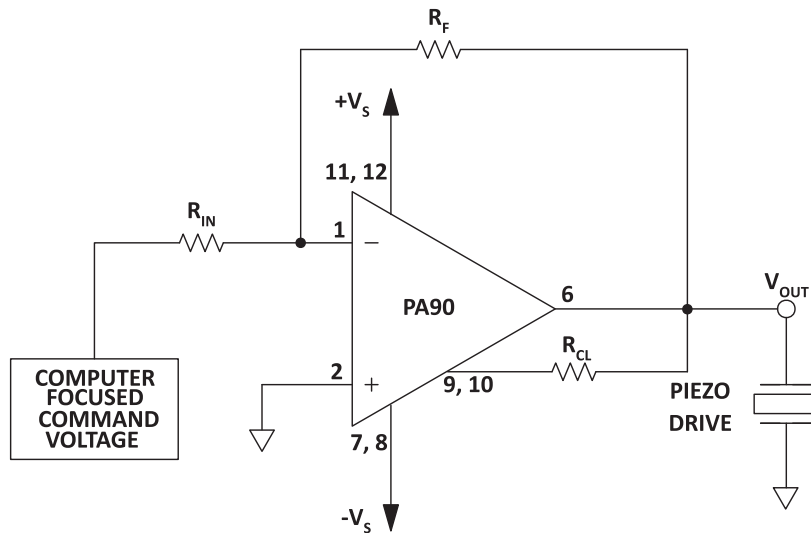 R_F
+V_S
11, 12
R_IN
1
−
PA90
6
V_OUT
R_CL
2
+
9, 10
7, 8
-V_S
COMPUTER
FOCUSED
COMMAND
VOLTAGE
PIEZO
DRIVE